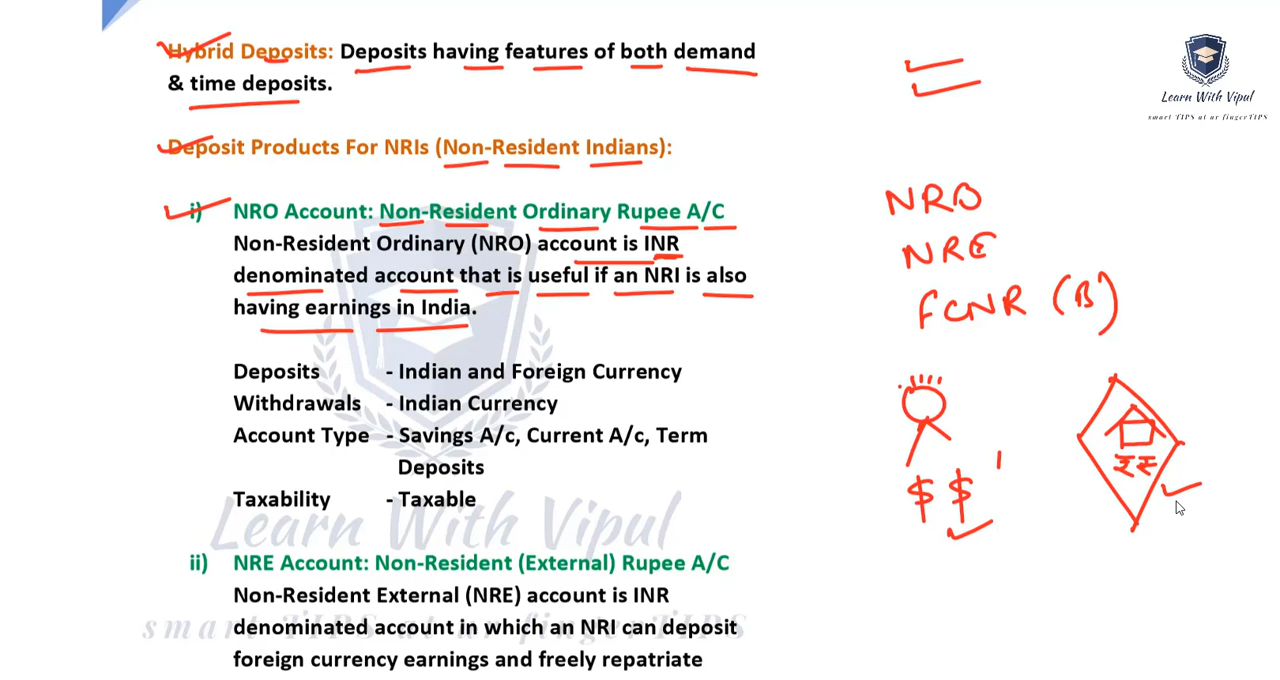 Hybrid Deposits: Deposits having features of both demand
& time deposits.
Learn With Vipul
smart TIPS at ur fingerTIPS
Deposit Products For NRIs (Non-Resident Indians):
i) NRO Account: Non-Resident Ordinary Rupee A/C
Non-Resident Ordinary (NRO) account is INR
denominated account that is useful if an NRI is also
having earnings in India.
NRO
NRE
FCNR (B)
Deposits - Indian and Foreign Currency
Withdrawals - Indian Currency
Account Type - Savings A/c, Current A/c, Term
Deposits
Taxability - Taxable
$ $
₹ ₹
Learn With Vipul
ii) NRE Account: Non-Resident (External) Rupee A/C
Non-Resident External (NRE) account is INR
denominated account in which an NRI can deposit
smart TIPS at ur fingerTIPS
foreign currency earnings and freely repatriate